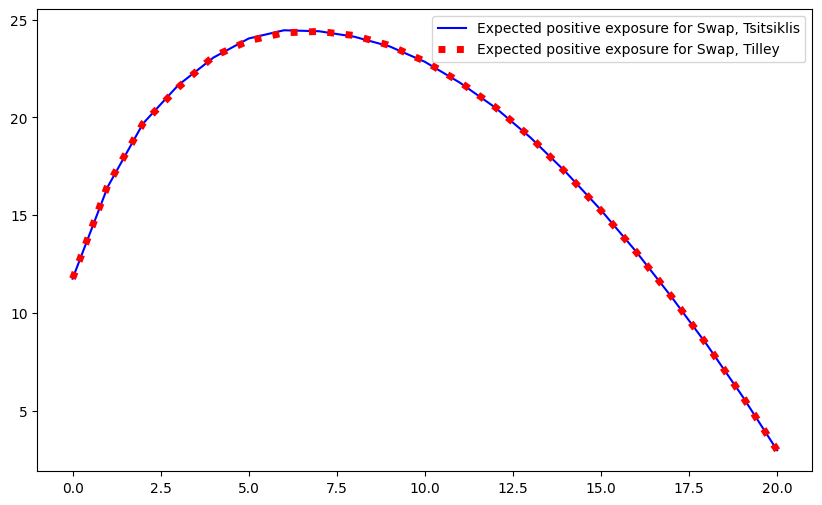 Expected positive exposure for Swap, Tsitsiklis
Expected positive exposure for Swap, Tilley
25
20
15
10
5
0.0 2.5 5.0 7.5 10.0 12.5 15.0 17.5 20.0